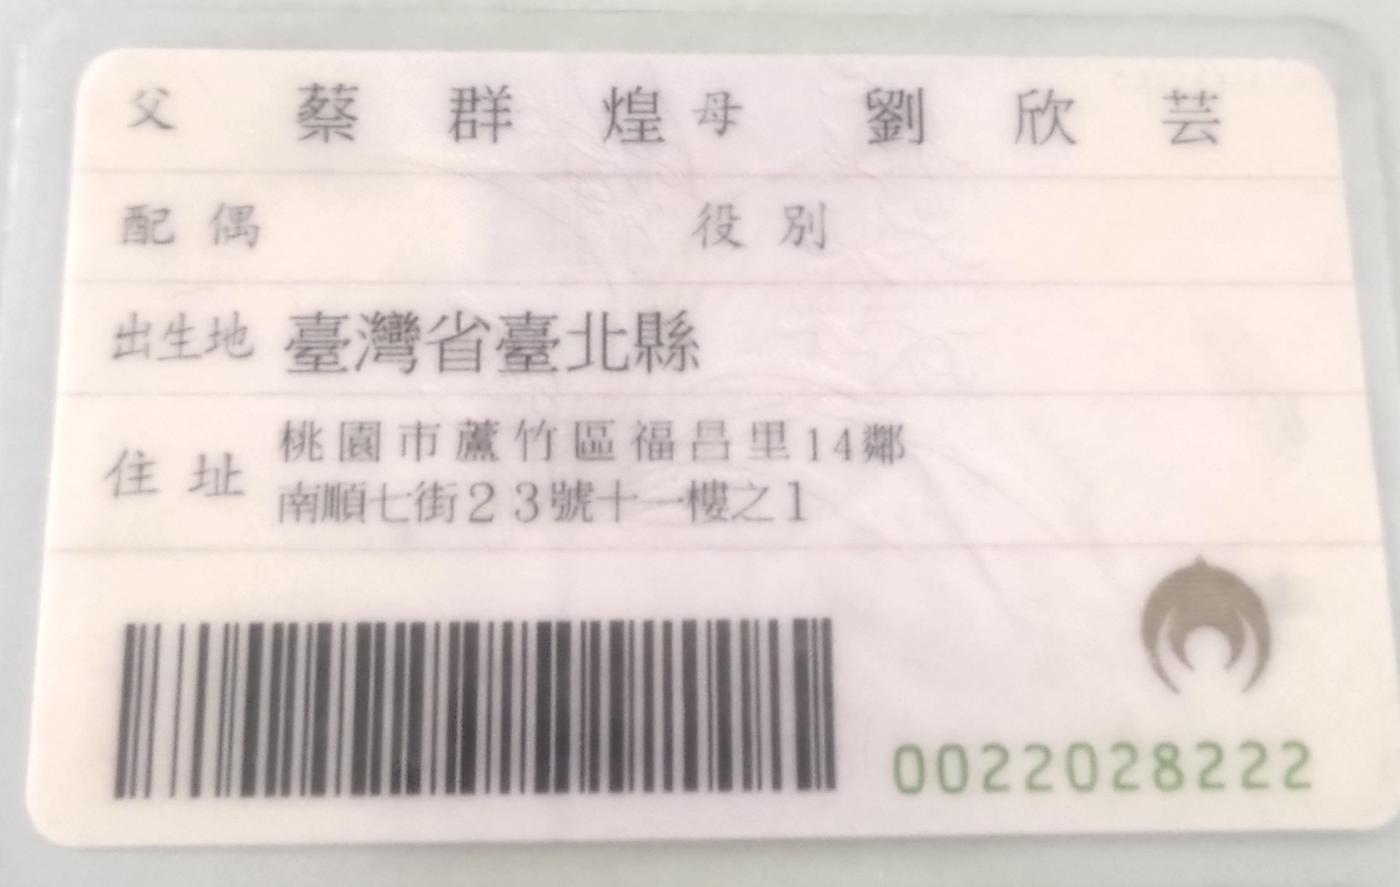 父 蔡群煌 母 劉欣芸
配偶 役別
出生地 臺灣省臺北縣
住址 桃園市蘆竹區福昌里14鄰
南順七街23號十一樓之1
0022028222